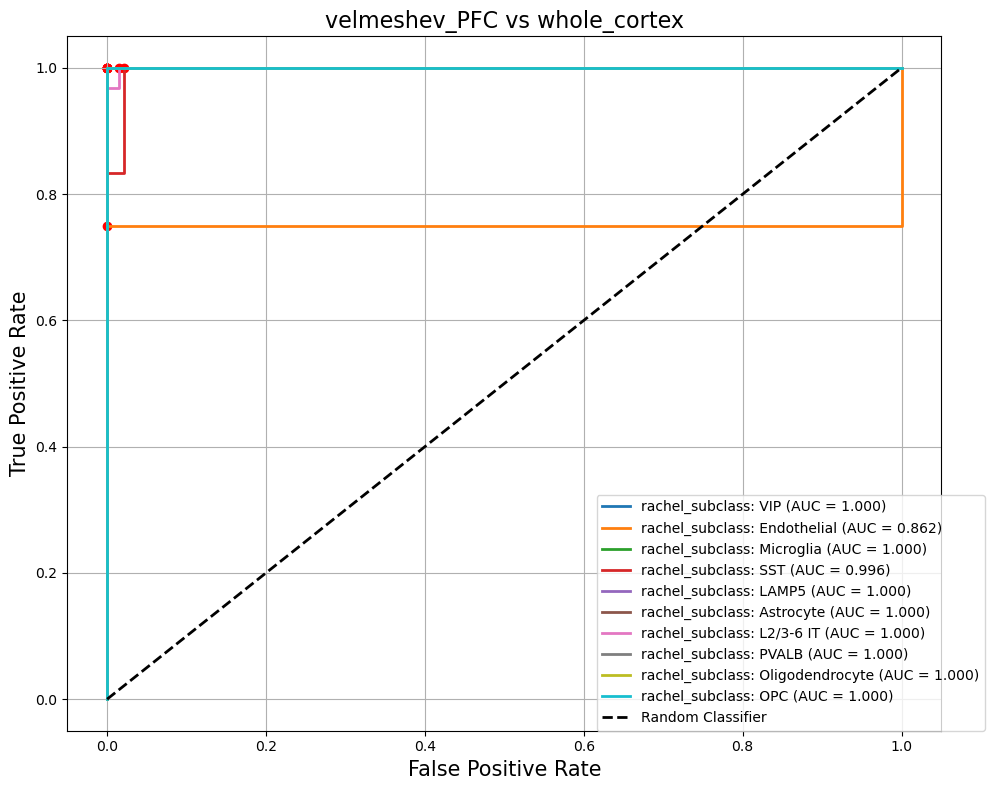 velmeshev_PFC vs whole_cortex
True Positive Rate
1.0
0.8
0.6
0.4
0.2
0.0
0.0 0.2 0.4 0.6 0.8 1.0
False Positive Rate
rachel_subclass: VIP (AUC = 1.000)
rachel_subclass: Endothelial (AUC = 0.862)
rachel_subclass: Microglia (AUC = 1.000)
rachel_subclass: SST (AUC = 0.996)
rachel_subclass: LAMP5 (AUC = 1.000)
rachel_subclass: Astrocyte (AUC = 1.000)
rachel_subclass: L2/3-6 IT (AUC = 1.000)
rachel_subclass: PVALB (AUC = 1.000)
rachel_subclass: Oligodendrocyte (AUC = 1.000)
rachel_subclass: OPC (AUC = 1.000)
Random Classifier